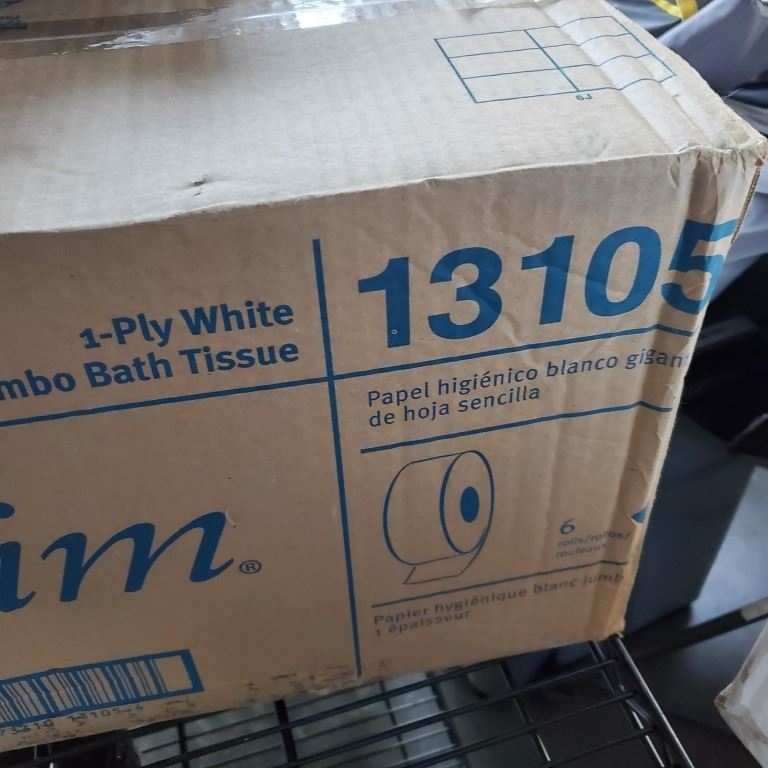 1-Ply White
mbo Bath Tissue
13105
Papel higiénico blanco gigan
de hoja sencilla
im®
6
rolls/rollos/
rouleaux
Papier hygiénique blanc jumb
1 épaisseur